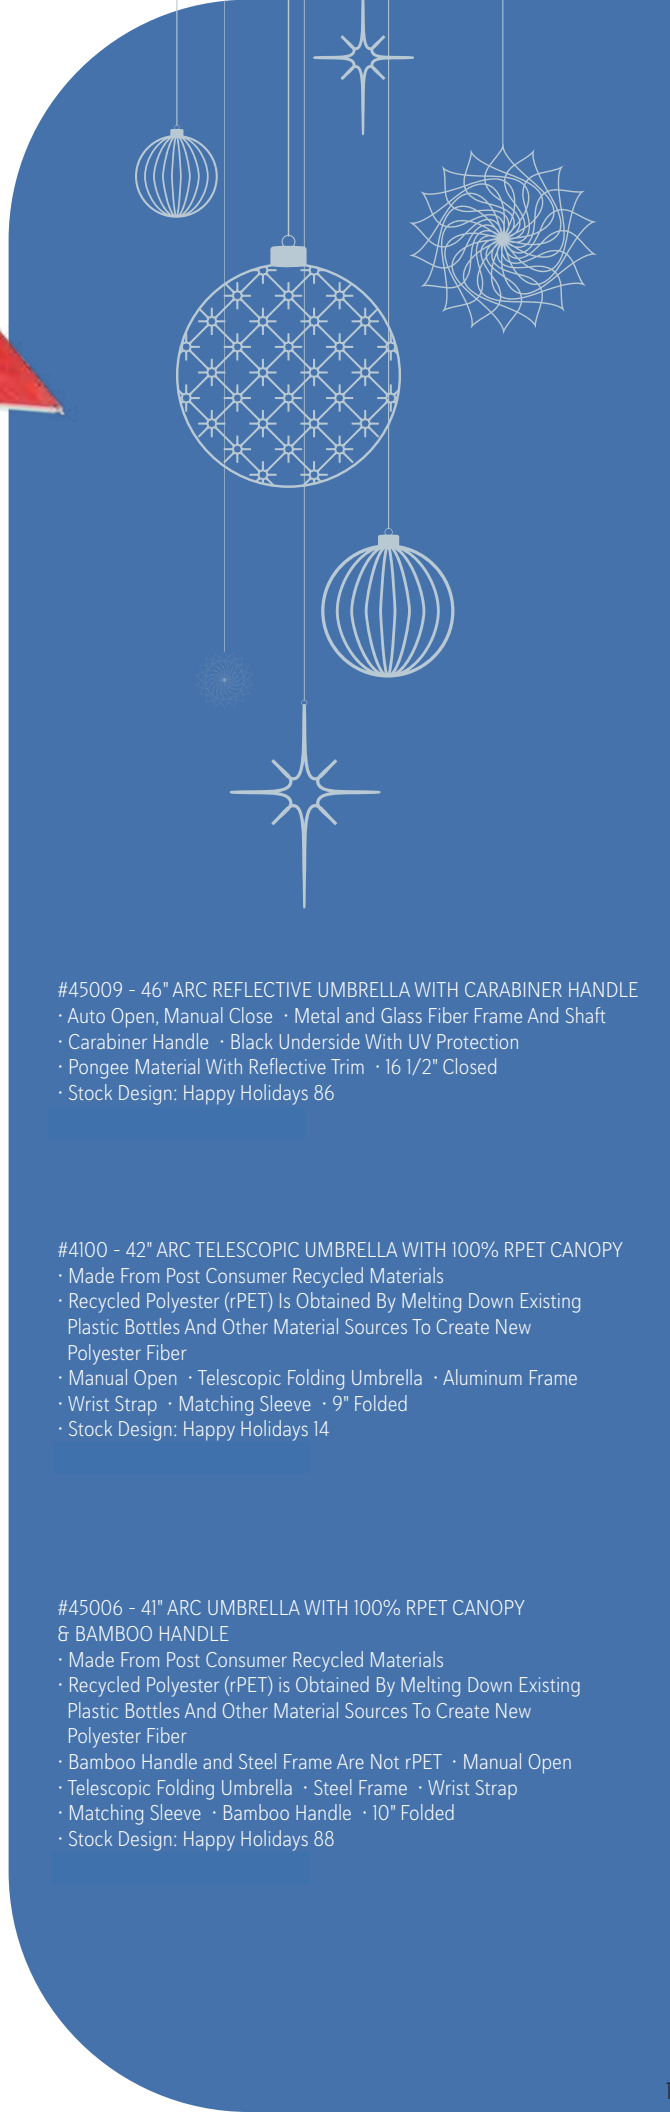 #45009 - 46" ARC REFLECTIVE UMBRELLA WITH CARABINER HANDLE
· Auto Open, Manual Close · Metal and Glass Fiber Frame And Shaft
· Carabiner Handle · Black Underside With UV Protection
· Pongee Material With Reflective Trim · 16 1/2" Closed
· Stock Design: Happy Holidays 86
#4100 - 42" ARC TELESCOPIC UMBRELLA WITH 100% RPET CANOPY
· Made From Post Consumer Recycled Materials
· Recycled Polyester (rPET) Is Obtained By Melting Down Existing
Plastic Bottles And Other Material Sources To Create New
Polyester Fiber
· Manual Open · Telescopic Folding Umbrella · Aluminum Frame
· Wrist Strap · Matching Sleeve · 9" Folded
· Stock Design: Happy Holidays 14
#45006 - 41" ARC UMBRELLA WITH 100% RPET CANOPY
& BAMBOO HANDLE
· Made From Post Consumer Recycled Materials
· Recycled Polyester (rPET) is Obtained By Melting Down Existing
Plastic Bottles And Other Material Sources To Create New
Polyester Fiber
· Bamboo Handle and Steel Frame Are Not rPET · Manual Open
· Telescopic Folding Umbrella · Steel Frame · Wrist Strap
· Matching Sleeve · Bamboo Handle · 10" Folded
· Stock Design: Happy Holidays 88